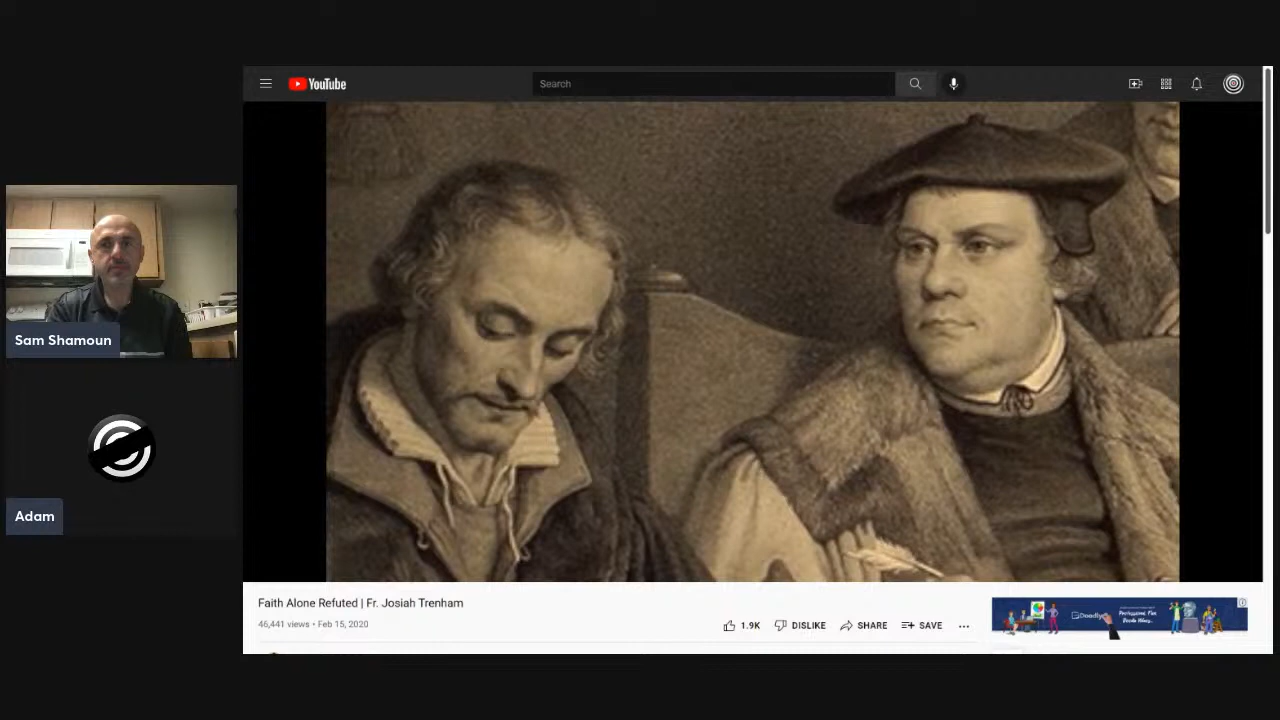 YouTube
Search
Sam Shamoun
Adam
Faith Alone Refuted | Fr. Josiah Trenham
46,441 views • Feb 15, 2020
1.9K
DISLIKE
SHARE
SAVE